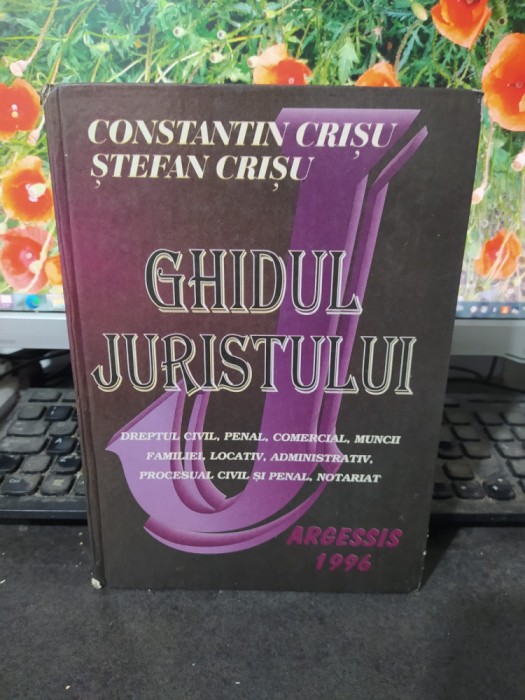 CONSTANTIN CRIȘU
ȘTEFAN CRIȘU
GHIDUL
JURISTULUI
DREPTUL CIVIL, PENAL, COMERCIAL, MUNCII
FAMILIEI, LOCATIV, ADMINISTRATIV,
PROCESUAL CIVIL ȘI PENAL, NOTARIAT
ARGESSIS
1996